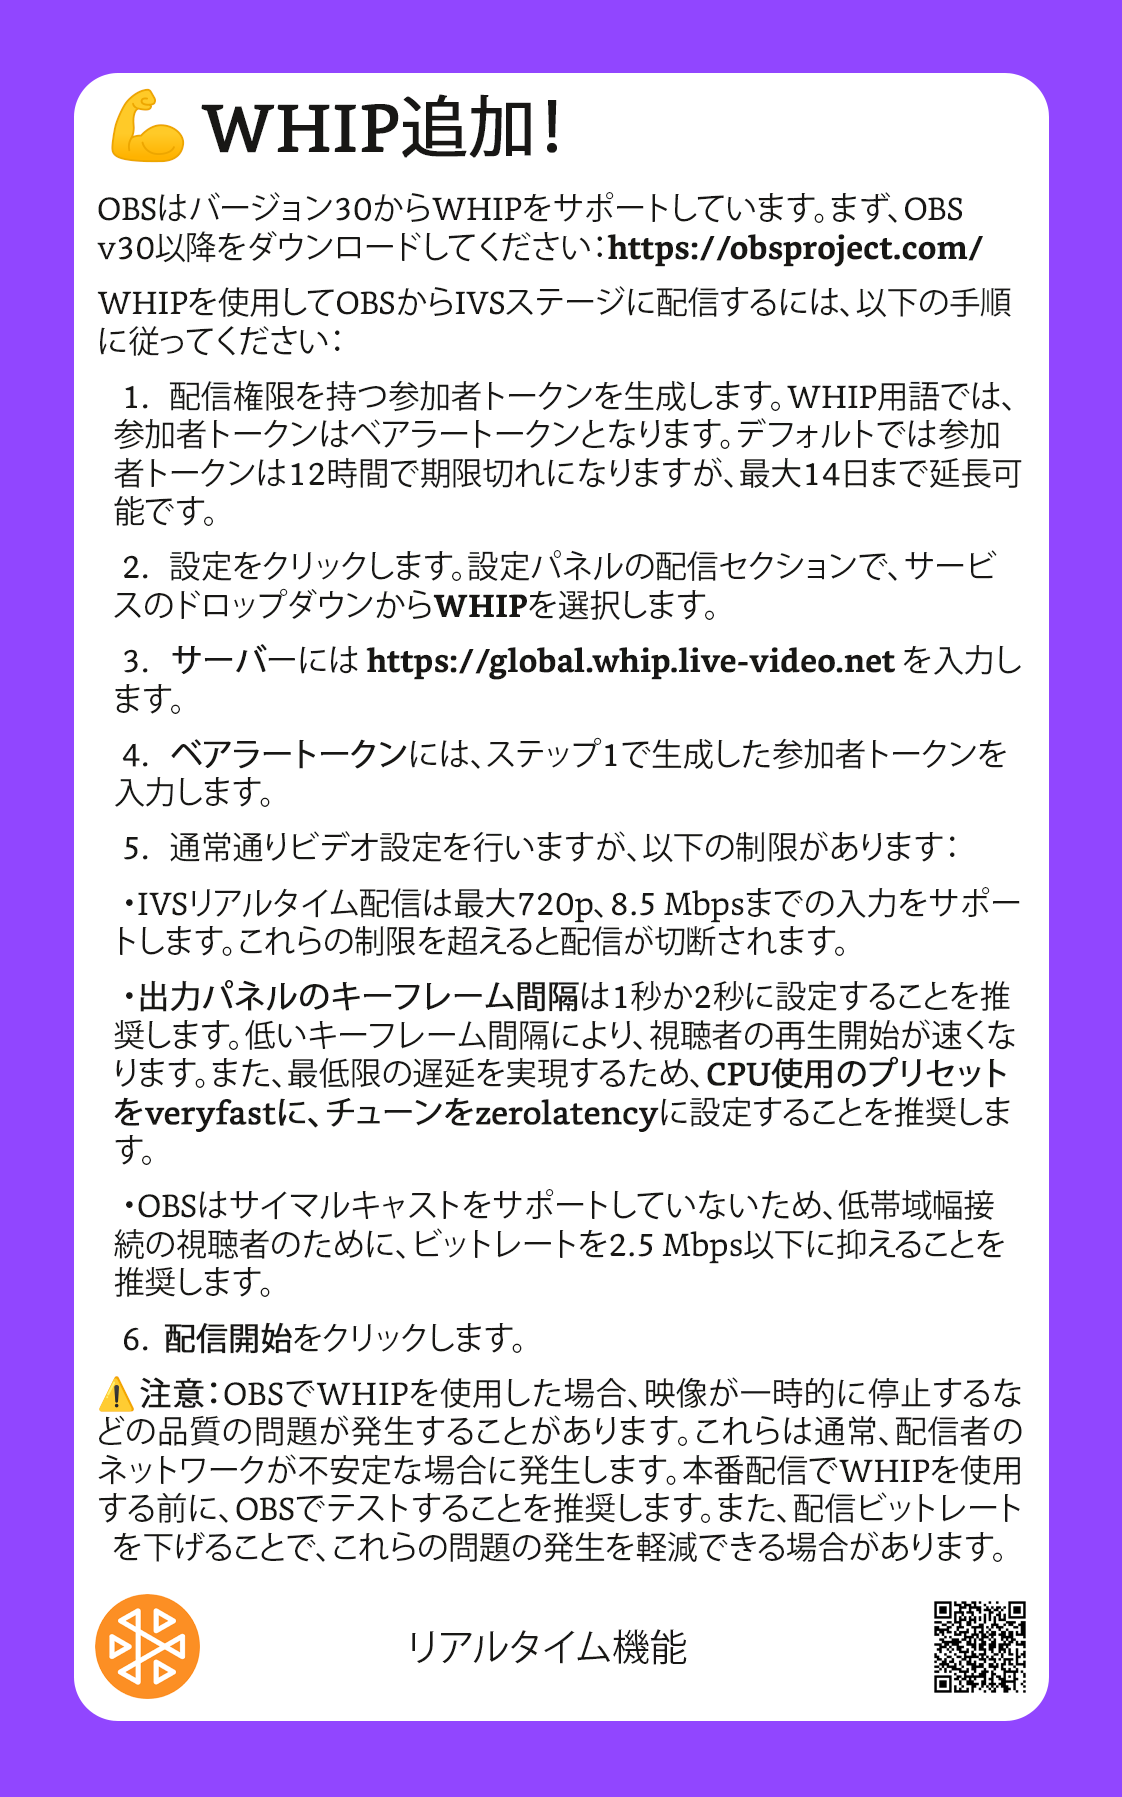 💪 WHIP追加！
OBSはバージョン30からWHIPをサポートしています。まず、OBS
v30以降をダウンロードしてください：https://obsproject.com/
WHIPを使用してOBSからIVSステージに配信するには、以下の手順
に従ってください：
1. 配信権限を持つ参加者トークンを生成します。WHIP用語では、
参加者トークンはベアラートークンとなります。デフォルトでは参加
者トークンは12時間で期限切れになりますが、最大14日まで延長可
能です。
2. 設定をクリックします。設定パネルの配信セクションで、サービ
スのドロップダウンからWHIPを選択します。
3. サーバーには https://global.whip.live-video.net を入力し
ます。
4. ベアラートークンには、ステップ1で生成した参加者トークンを
入力します。
5. 通常通りビデオ設定を行いますが、以下の制限があります：
・IVSリアルタイム配信は最大720p、8.5 Mbpsまでの入力をサポー
トします。これらの制限を超えると配信が切断されます。
・出力パネルのキーフレーム間隔は1秒か2秒に設定することを推
奨します。低いキーフレーム間隔により、視聴者の再生開始が速くな
ります。また、最低限の遅延を実現するため、CPU使用のプリセット
をveryfastに、チューンをzerolatencyに設定することを推奨しま
す。
・OBSはサイマルキャストをサポートしていないため、低帯域幅接
続の視聴者のために、ビットレートを2.5 Mbps以下に抑えることを
推奨します。
6. 配信開始をクリックします。
⚠️ 注意：OBSでWHIPを使用した場合、映像が一時的に停止するな
どの品質の問題が発生することがあります。これらは通常、配信者の
ネットワークが不安定な場合に発生します。本番配信でWHIPを使用
する前に、OBSでテストすることを推奨します。また、配信ビットレート
を下げることで、これらの問題の発生を軽減できる場合があります。
リアルタイム機能